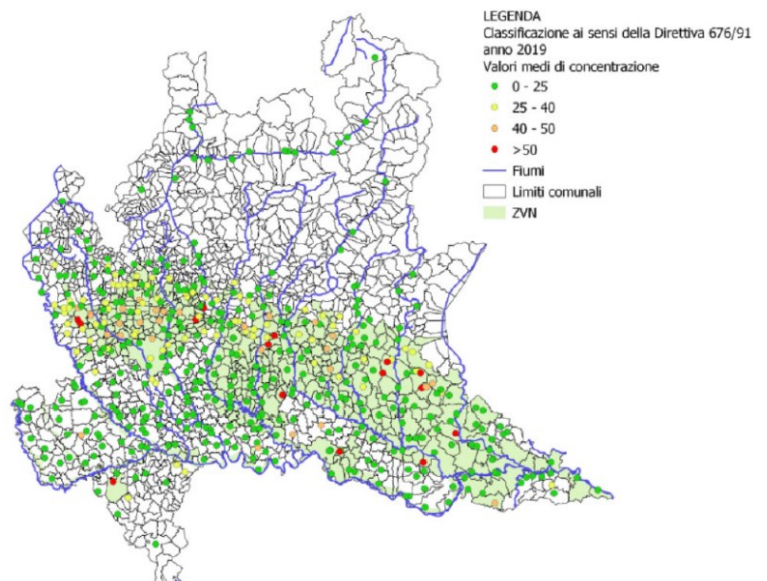 LEGENDA
Classificazione ai sensi della Direttiva 676/91
anno 2019
Valori medi di concentrazione
0 - 25
25 - 40
40 - 50
>50
Fiumi
Limiti comunali
ZVN